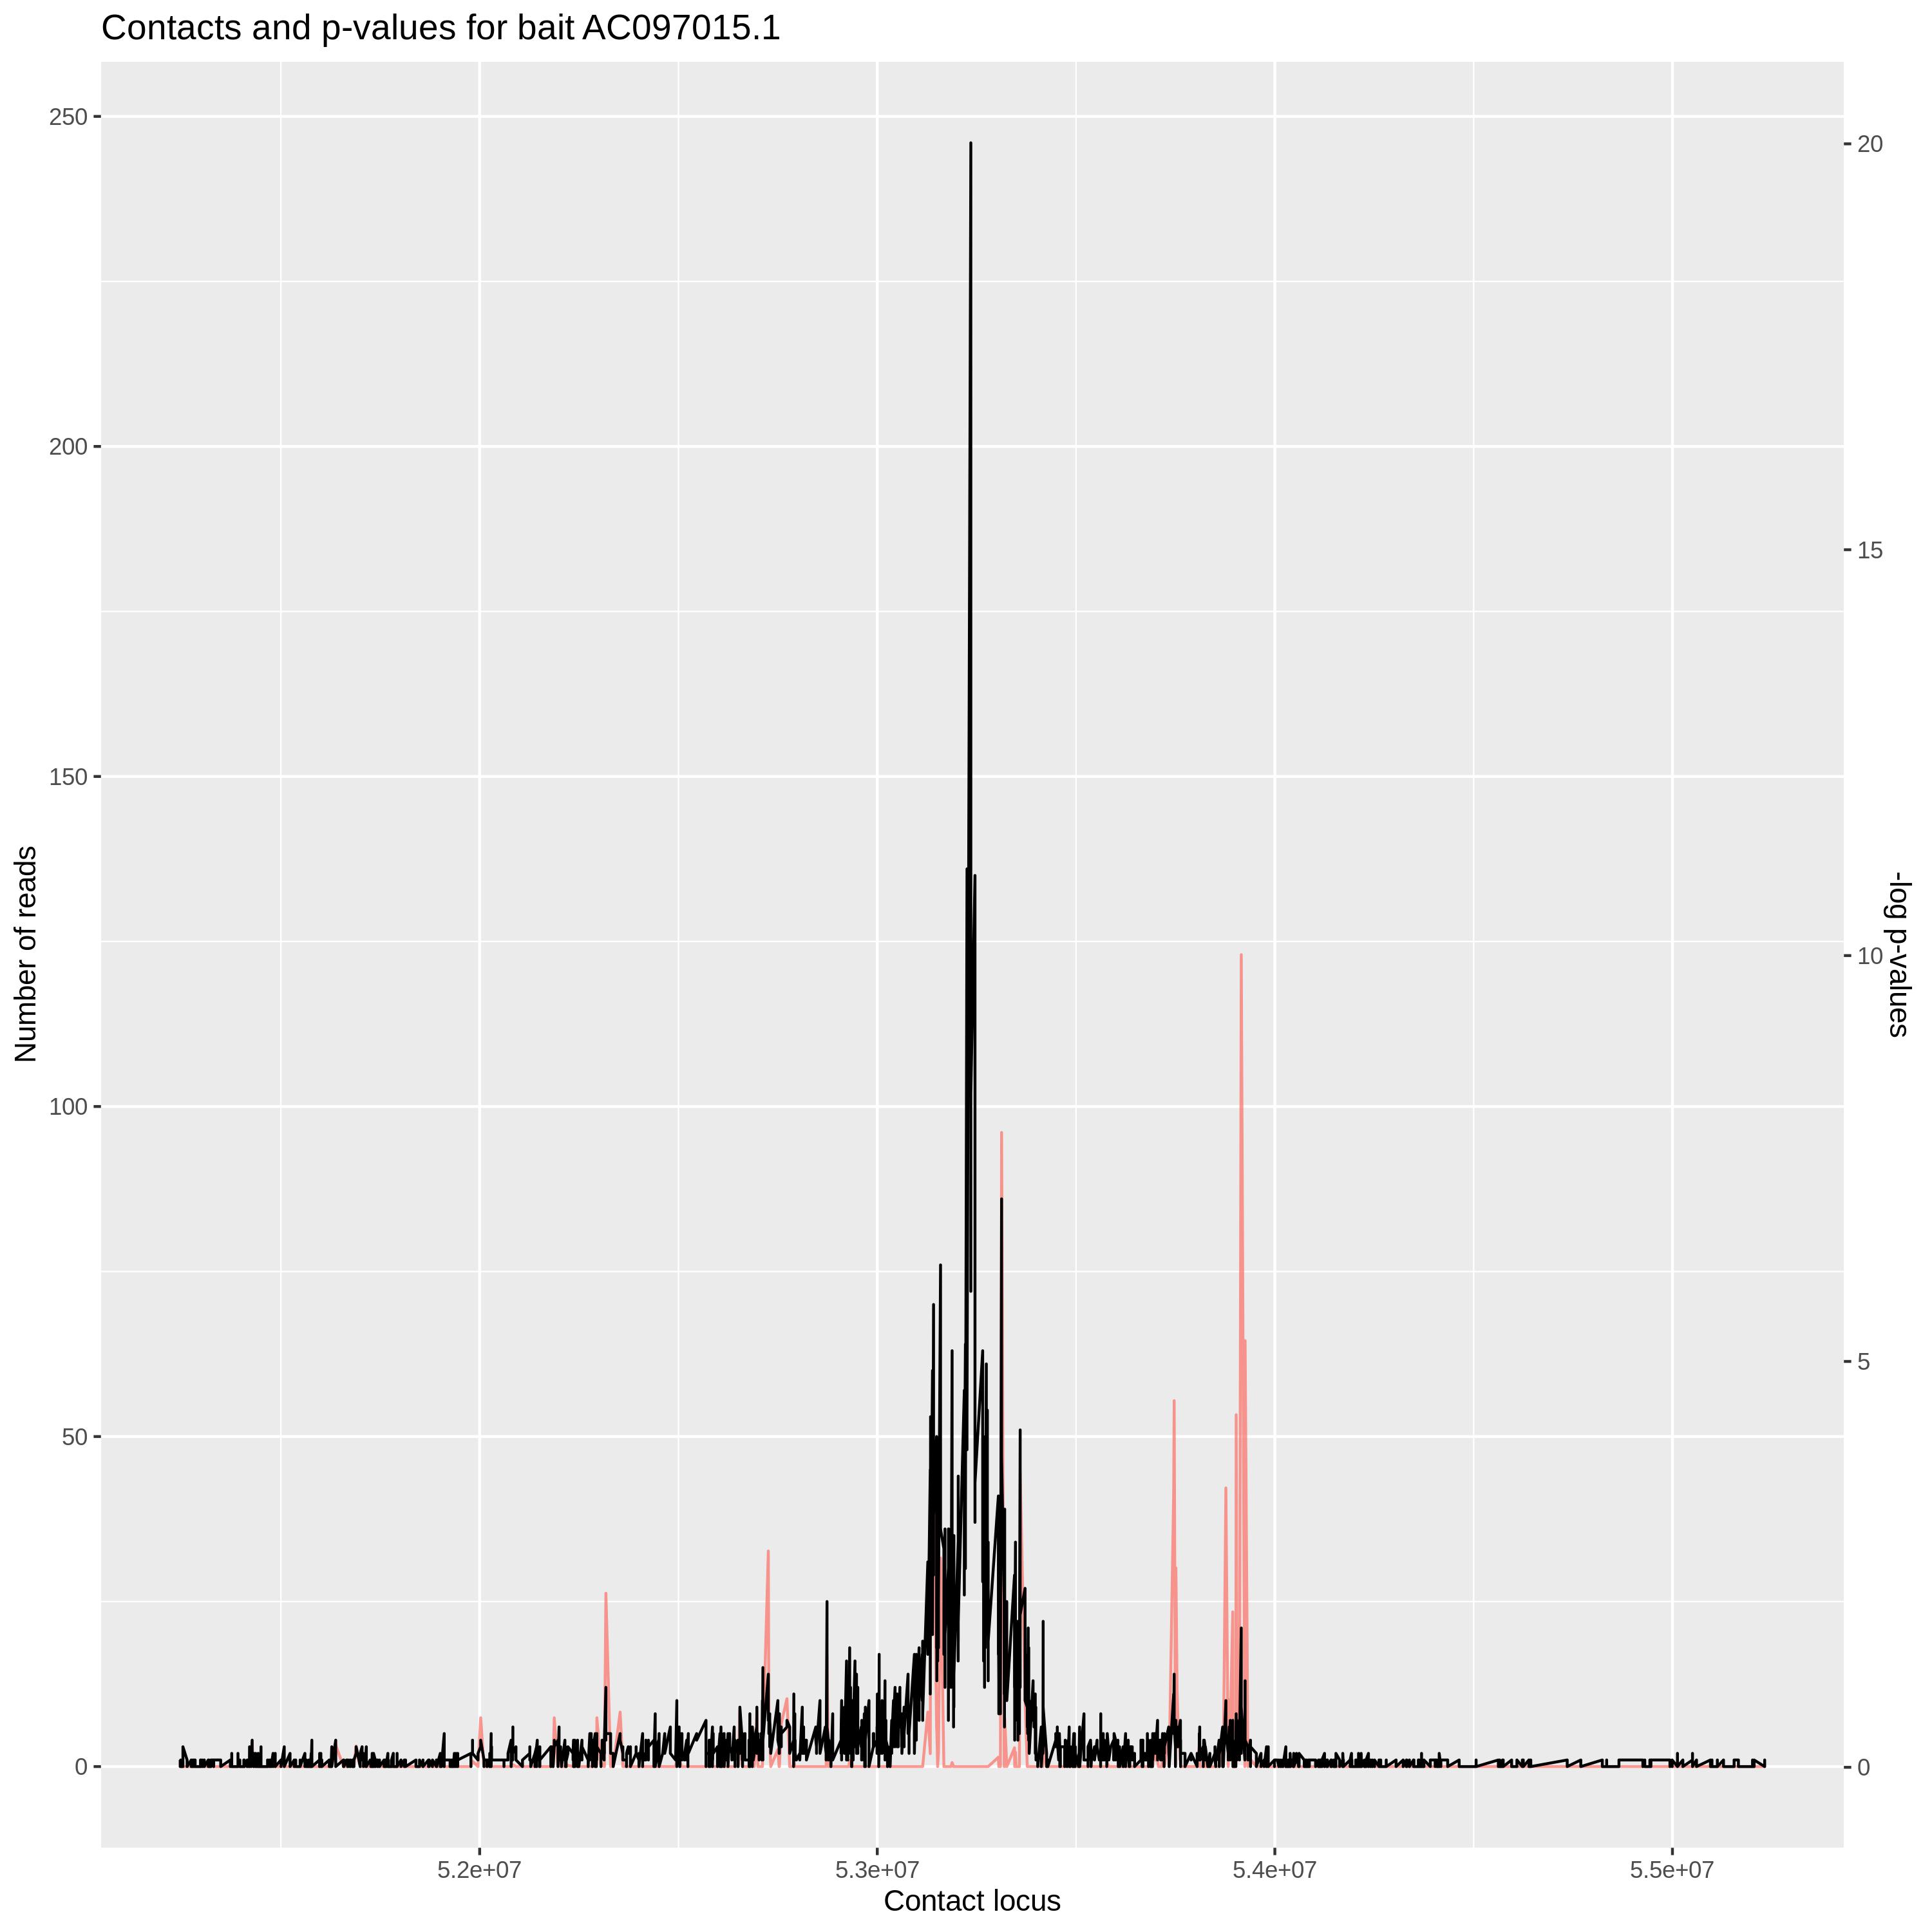 Contacts and p-values for bait AC097015.1
250
200
150
100
50
0
Number of reads
20
15
10
5
0
-log p-values
5.2e+07
5.3e+07
5.4e+07
5.5e+07
Contact locus